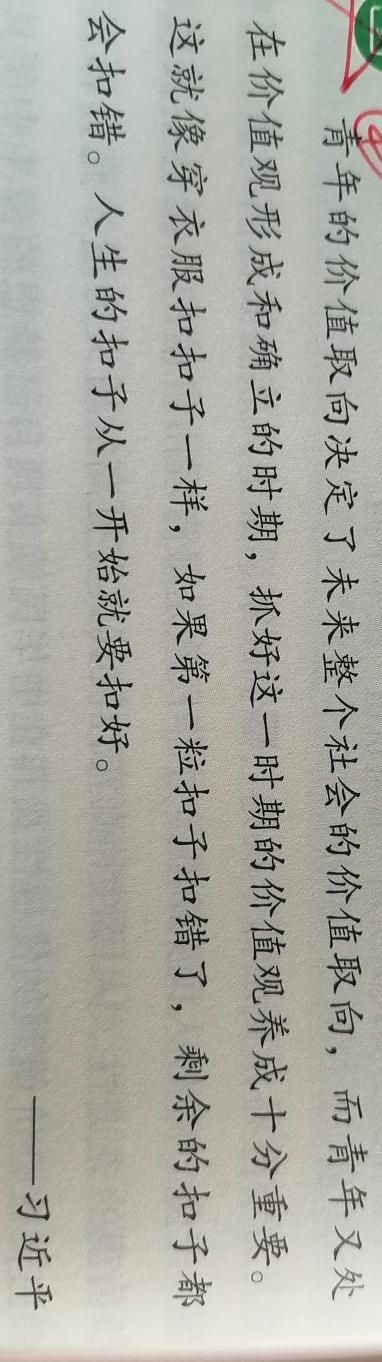 青年的价值取向决定了未来整个社会的价值取向，而青年又处
在价值观形成和确立的时期，抓好这一时期的价值观养成十分重要。
这就像穿衣服扣扣子一样，如果第一粒扣子扣错了，剩余的扣子都
会扣错。人生的扣子从一开始就要扣好。
——习近平